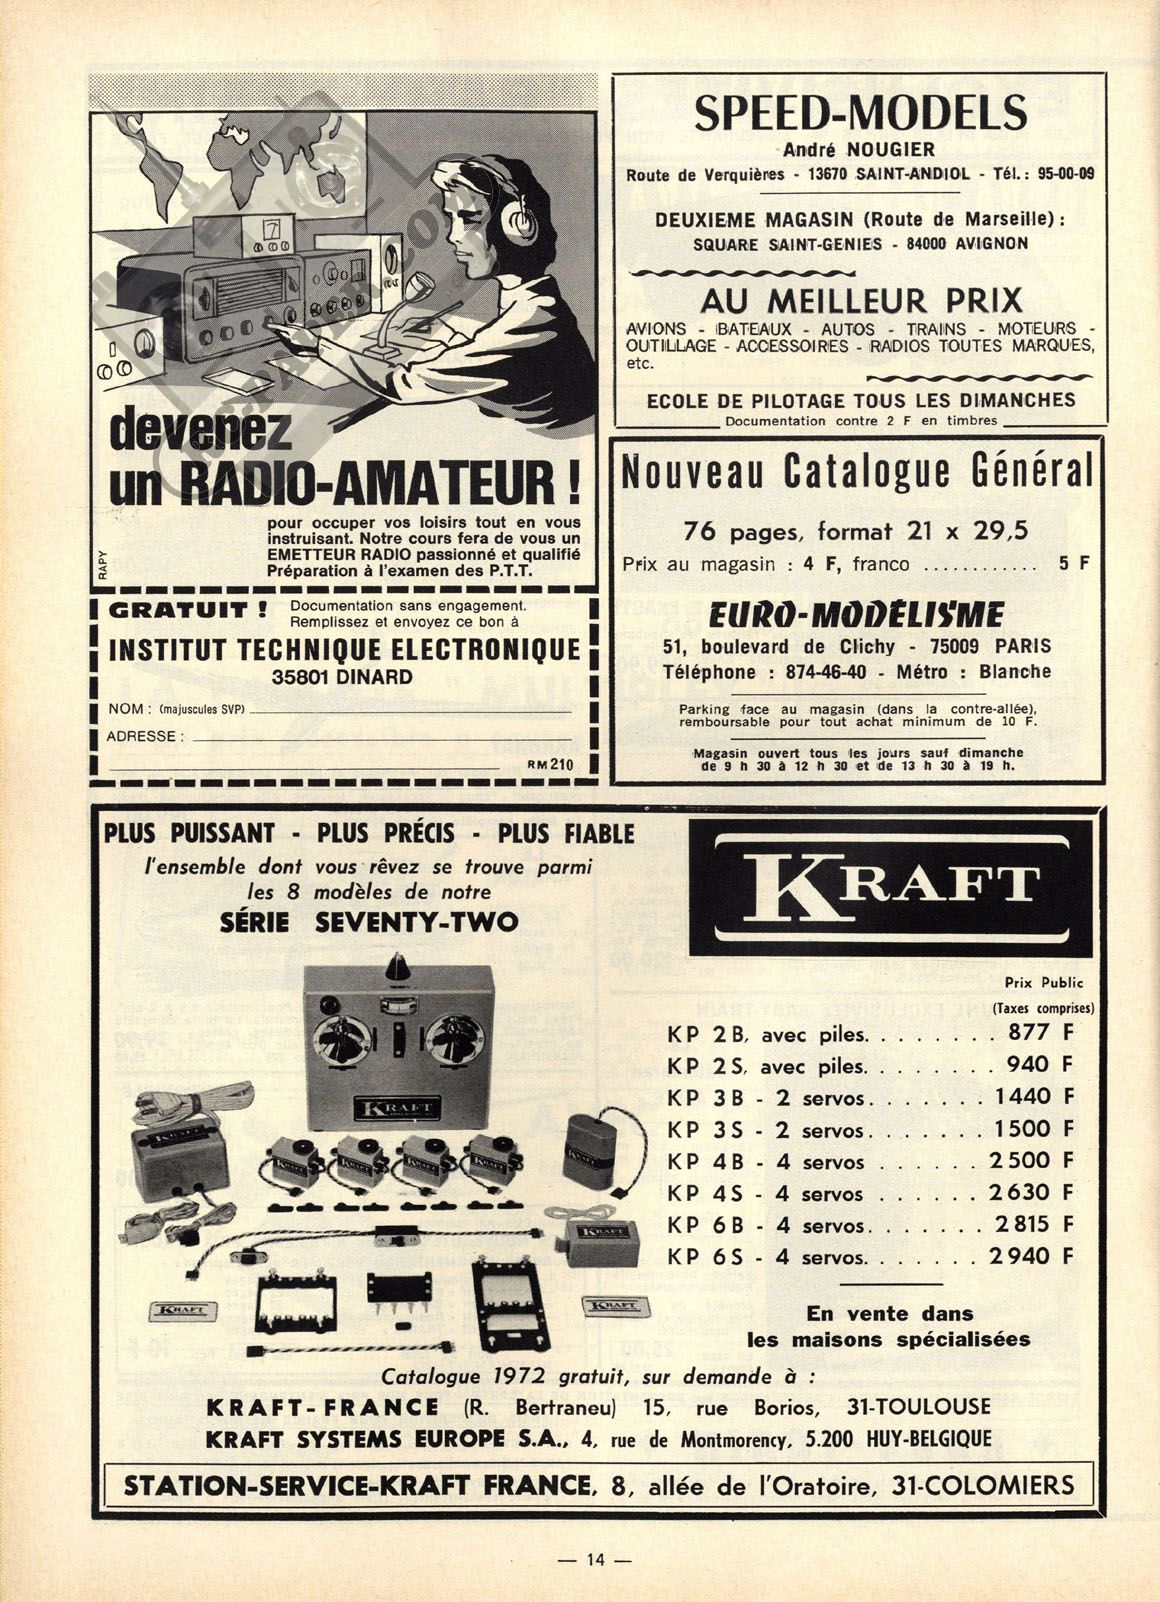 devenez
un RADIO-AMATEUR !
pour occuper vos loisirs tout en vous
instruisant. Notre cours fera de vous un
EMETTEUR RADIO passionné et qualifié
Préparation à l'examen des P.T.T.
RAPY
GRATUIT !
Documentation sans engagement.
Remplissez et envoyez ce bon à
INSTITUT TECHNIQUE ELECTRONIQUE
35801 DINARD
NOM : (majuscules SVP)
ADRESSE :
RM210
SPEED-MODELS
André NOUGIER
Route de Verquières - 13670 SAINT-ANDIOL - Tél. : 95-00-09
DEUXIEME MAGASIN (Route de Marseille) :
SQUARE SAINT-GENIES - 84000 AVIGNON
AU MEILLEUR PRIX
AVIONS - BATEAUX - AUTOS - TRAINS - MOTEURS -
OUTILLAGE - ACCESSOIRES - RADIOS TOUTES MARQUES,
etc.
ECOLE DE PILOTAGE TOUS LES DIMANCHES
Documentation contre 2 F en timbres
Nouveau Catalogue Général
76 pages, format 21 x 29,5
Prix au magasin : 4 F, franco ............ 5 F
EURO-MODÉLISME
51, boulevard de Clichy - 75009 PARIS
Téléphone : 874-46-40 - Métro : Blanche
Parking face au magasin (dans la contre-allée),
remboursable pour tout achat minimum de 10 F.
Magasin ouvert tous les jours sauf dimanche
de 9 h 30 à 12 h 30 et de 13 h 30 à 19 h.
PLUS PUISSANT - PLUS PRÉCIS - PLUS FIABLE
l'ensemble dont vous rêvez se trouve parmi
les 8 modèles de notre
SÉRIE SEVENTY-TWO
KRAFT
KRAFT
KRAFT
KRAFT
KRAFT
KRAFT
Prix Public
(Taxes comprises)
KP 2B, avec piles. . . . . . . . 877 F
KP 2S, avec piles. . . . . . . . 940 F
KP 3B - 2 servos. . . . . . . . 1440 F
KP 3S - 2 servos. . . . . . . . 1500 F
KP 4B - 4 servos . . . . . . . 2500 F
KP 4S - 4 servos . . . . . . . 2630 F
KP 6B - 4 servos. . . . . . . . 2815 F
KP 6S - 4 servos. . . . . . . . 2940 F
En vente dans
les maisons spécialisées
Catalogue 1972 gratuit, sur demande à :
KRAFT-FRANCE (R. Bertraneu) 15, rue Borios, 31-TOULOUSE
KRAFT SYSTEMS EUROPE S.A., 4, rue de Montmorency, 5.200 HUY-BELGIQUE
STATION-SERVICE-KRAFT FRANCE, 8, allée de l'Oratoire, 31-COLOMIERS
— 14 —